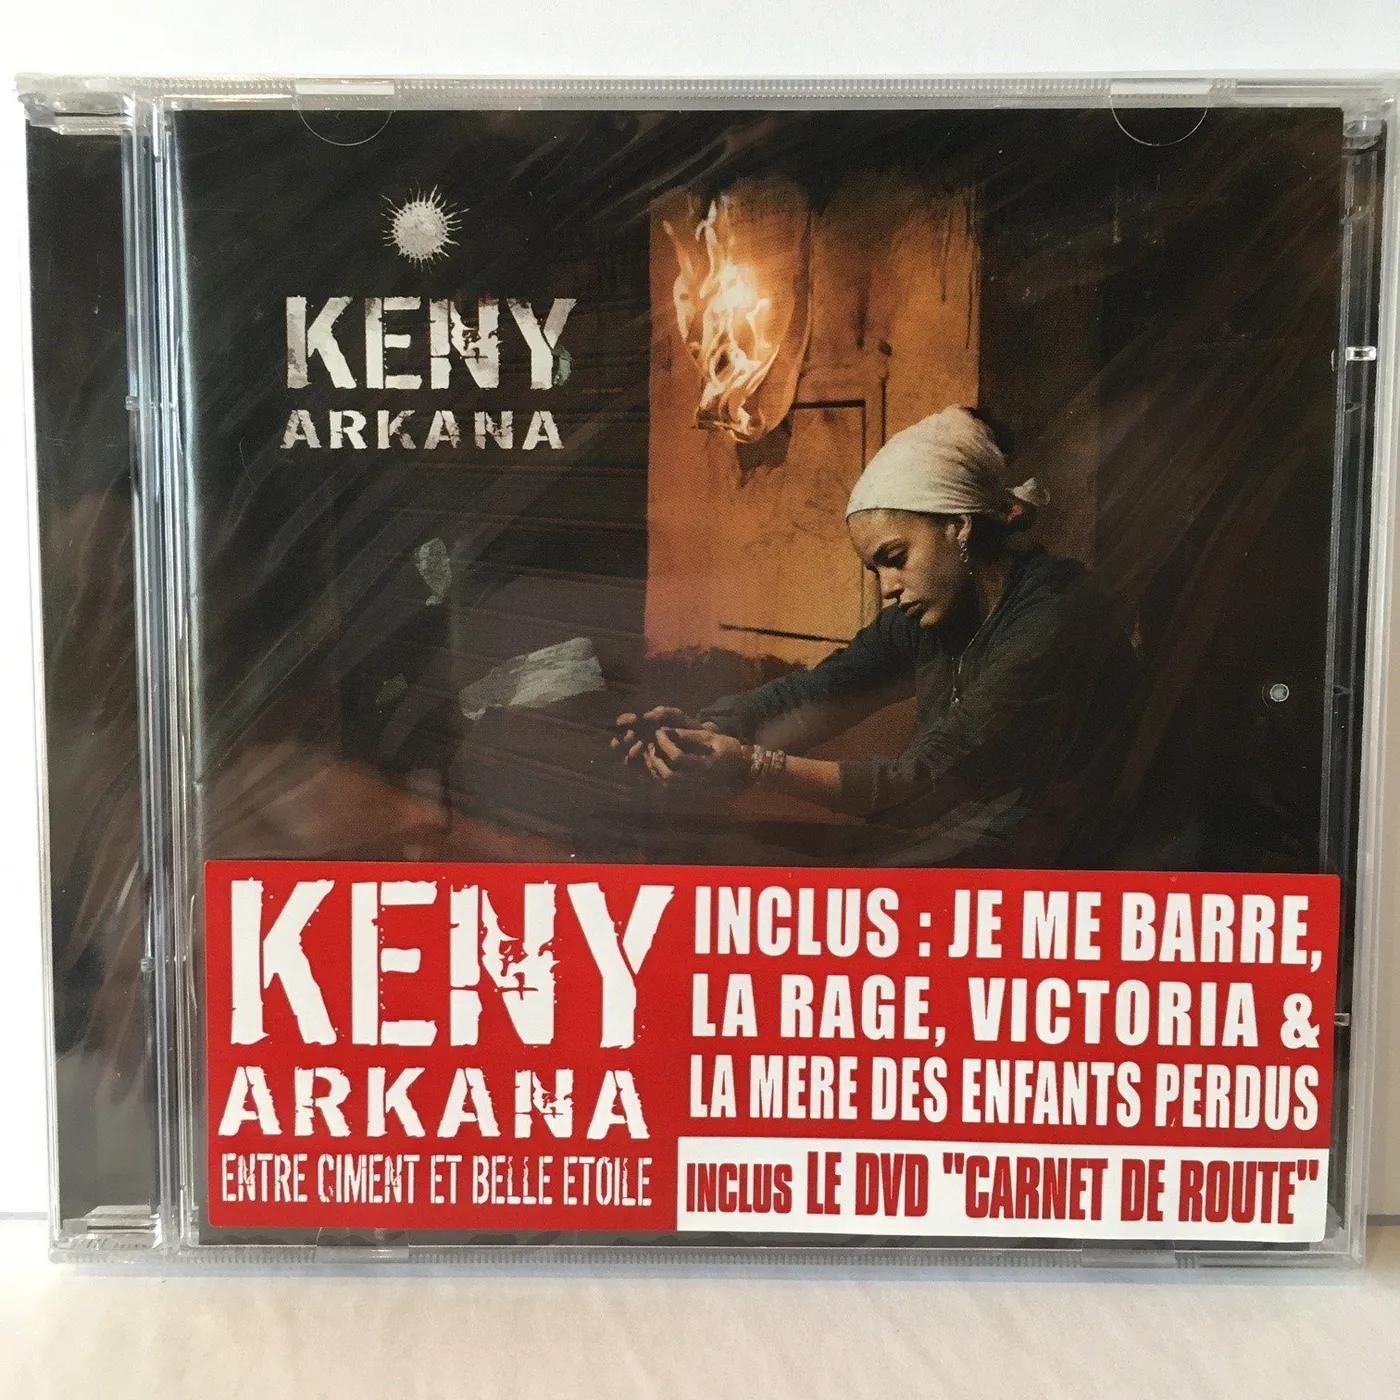 KENY
ARKANA
KENY
ARKANA
ENTRE CIMENT ET BELLE ETOILE
INCLUS : JE ME BARRE,
LA RAGE, VICTORIA &
LA MERE DES ENFANTS PERDUS
INCLUS LE DVD "CARNET DE ROUTE"